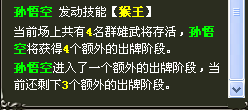 孙悟空 发动技能【猴王】
当前场上共有4名群雄武将存活，孙悟
空将获得4个额外的出牌阶段。
孙悟空进入了一个额外的出牌阶段，当
前还剩下3个额外的出牌阶段。